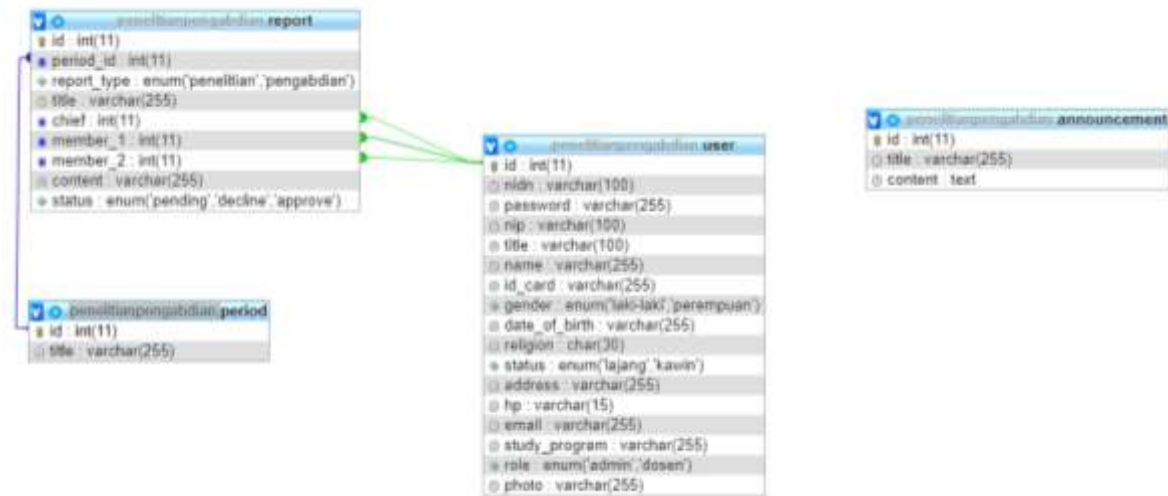 penelitianpengabdian report
id : int(11)
period_id : int(11)
report_type : enum('penelitian','pengabdian')
title : varchar(255)
chief : int(11)
member_1 : int(11)
member_2 : int(11)
content : varchar(255)
status : enum('pending','decline','approve')
penelitianpengabdian period
id : int(11)
title : varchar(255)
penelitianpengabdian user
id : int(11)
nidn : varchar(100)
password : varchar(255)
nip : varchar(100)
title : varchar(100)
name : varchar(255)
id_card : varchar(255)
gender : enum('laki-laki','perempuan')
date_of_birth : varchar(255)
religion : char(30)
status : enum('lajang','kawin')
address : varchar(255)
hp : varchar(15)
email : varchar(255)
study_program : varchar(255)
role : enum('admin','dosen')
photo : varchar(255)
penelitianpengabdian announcement
id : int(11)
title : varchar(255)
content : text